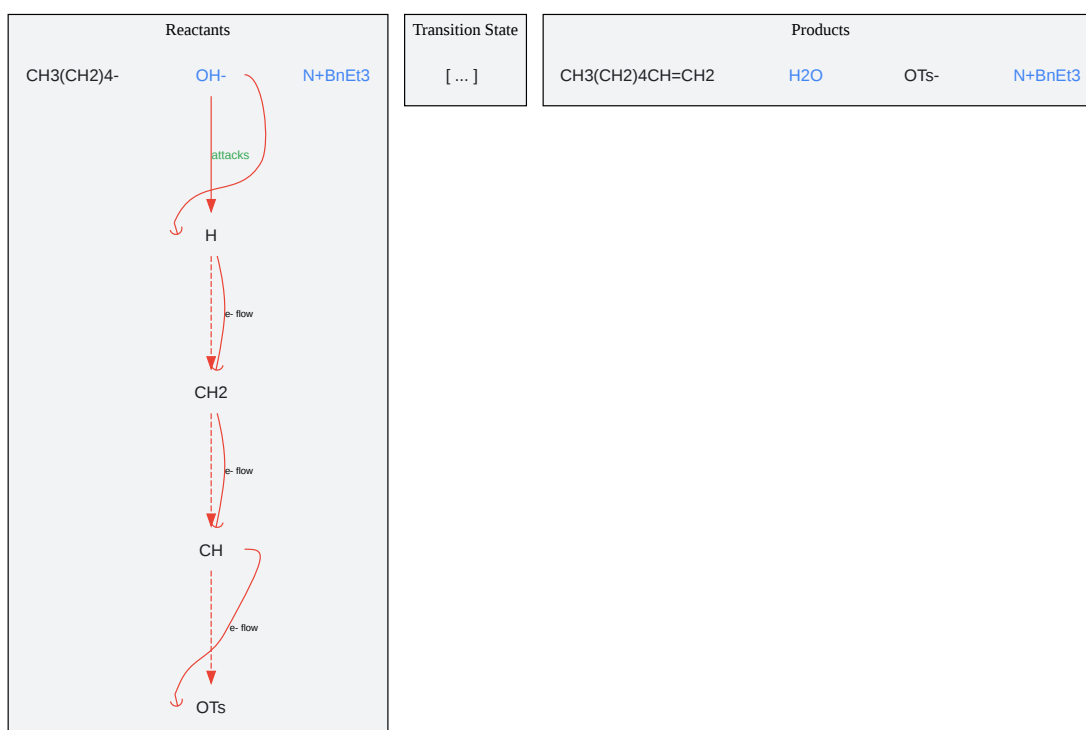 Reactants
CH3(CH2)4- OH- N+BnEt3
attacks
H
e- flow
CH2
e- flow
CH
e- flow
OTs
Transition State
[ ... ]
Products
CH3(CH2)4CH=CH2 H2O OTs- N+BnEt3